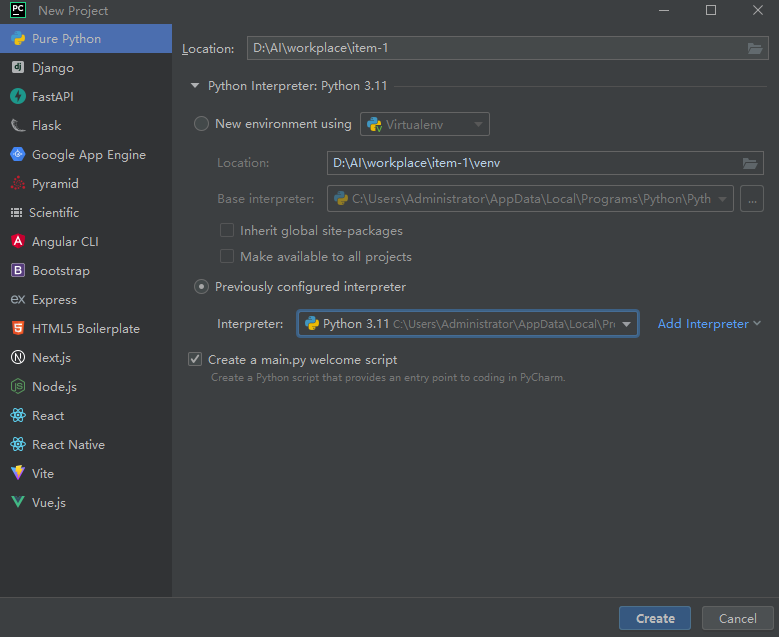 PC New Project
Pure Python
dj Django
FastAPI
Flask
Google App Engine
Pyramid
Scientific
A Angular CLI
B Bootstrap
ex Express
5 HTML5 Boilerplate
N Next.js
JS Node.js
React
React Native
Vite
Vue.js
Location: D:\AI\workplace\item-1
Python Interpreter: Python 3.11
New environment using Virtualenv
Location: D:\AI\workplace\item-1\venv
Base interpreter: C:\Users\Administrator\AppData\Local\Programs\Python\Pyth ...
Inherit global site-packages
Make available to all projects
Previously configured interpreter
Interpreter: Python 3.11 C:\Users\Administrator\AppData\Local\Pr Add Interpreter
Create a main.py welcome script
Create a Python script that provides an entry point to coding in PyCharm.
Create Cancel